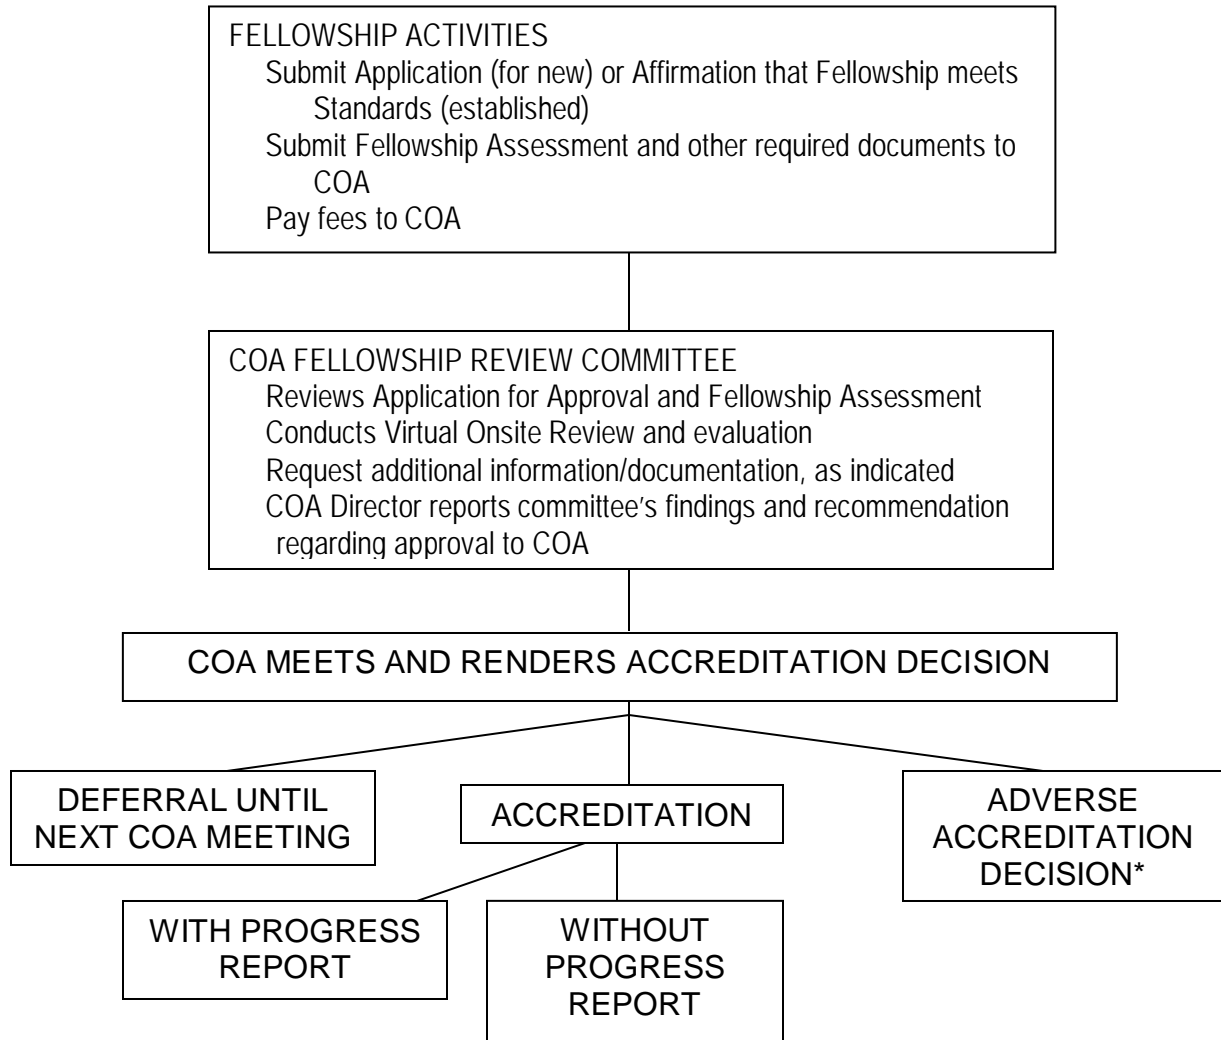 FELLOWSHIP ACTIVITIES
Submit Application (for new) or Affirmation that Fellowship meets
Standards (established)
Submit Fellowship Assessment and other required documents to
COA
Pay fees to COA
COA FELLOWSHIP REVIEW COMMITTEE
Reviews Application for Approval and Fellowship Assessment
Conducts Virtual Onsite Review and evaluation
Request additional information/documentation, as indicated
COA Director reports committee's findings and recommendation
regarding approval to COA
COA MEETS AND RENDERS ACCREDITATION DECISION
DEFERRAL UNTIL
NEXT COA MEETING
ACCREDITATION
ADVERSE
ACCREDITATION
DECISION*
WITH PROGRESS
REPORT
WITHOUT
PROGRESS
REPORT